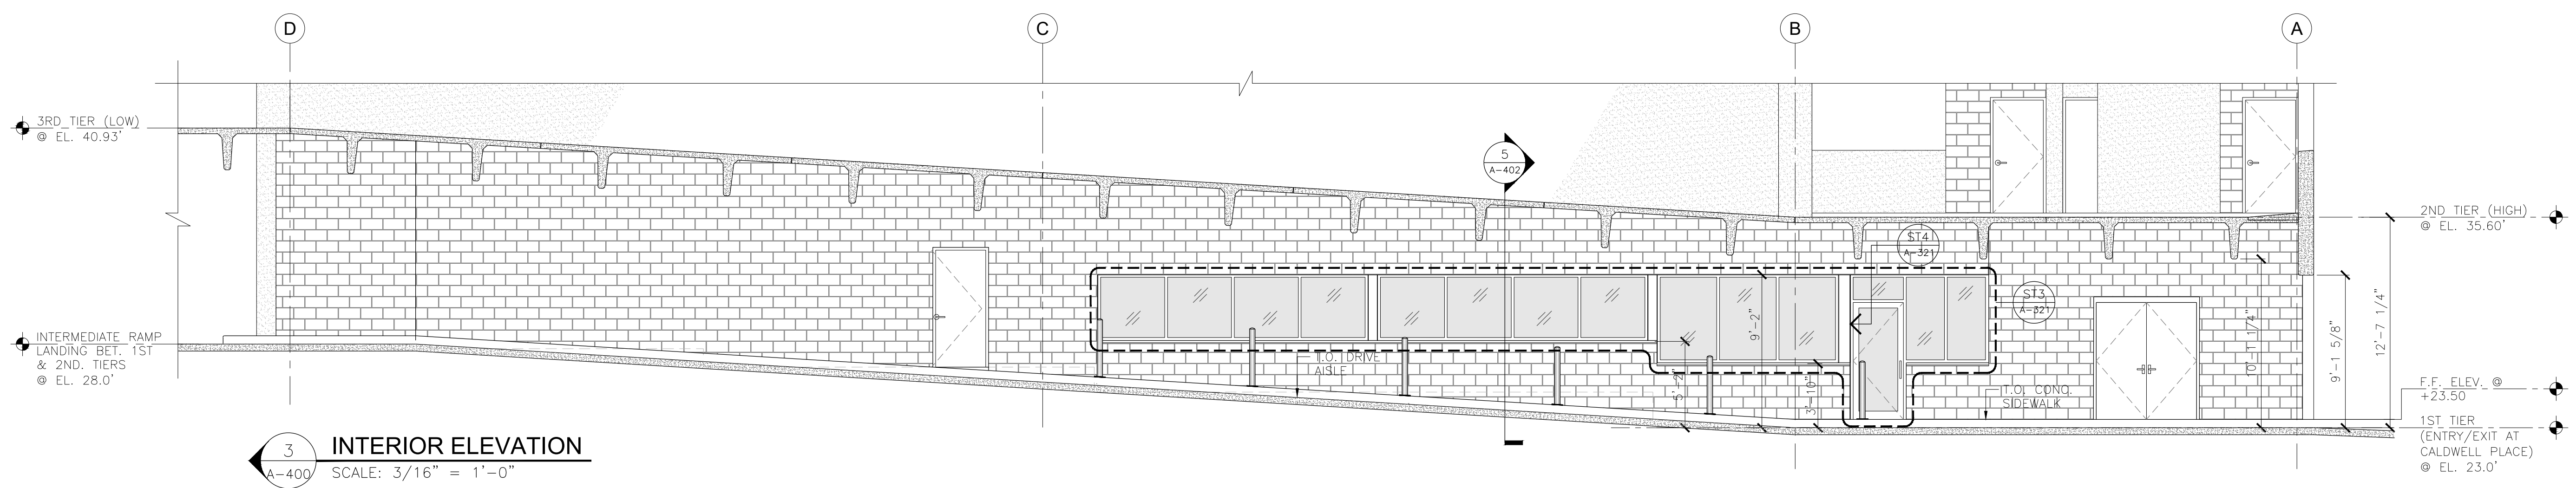 D
C
B
A
3RD TIER (LOW)
@ EL. 40.93'
5
A-402
2ND TIER (HIGH)
@ EL. 35.60'
ST4
A-321
ST3
A-321
INTERMEDIATE RAMP
LANDING BET. 1ST
& 2ND. TIERS
@ EL. 28.0'
T.O. DRIVE
AISLE
5'-2"
9'-2"
3'-10"
T.O. CONC.
SIDEWALK
10'-1 1/4"
9'-1 5/8"
12'-7 1/4"
F.F. ELEV. @
+23.50
1ST TIER
(ENTRY/EXIT AT
CALDWELL PLACE)
@ EL. 23.0'
3
A-400
INTERIOR ELEVATION
SCALE: 3/16" = 1'-0"